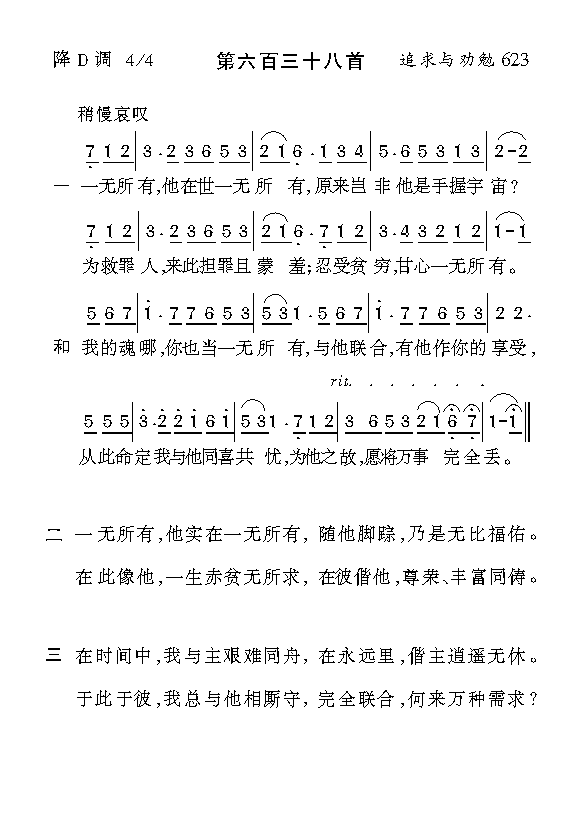 降 D 调 4/4 第六百三十八首 追求与劝勉 623
稍慢哀叹
7 1 2 | 3 · 2 3 6 5 3 | 2 1 6 · 1 3 4 | 5 · 6 5 3 1 3 | 2 - 2
一 一无所有,他在世一无所 有,原来岂 非他是手握宇宙?
7 1 2 | 3 · 2 3 6 5 3 | 2 1 6 · 7 1 2 | 3 · 4 3 2 1 2 | 1 - 1
为救罪 人,来此担罪且蒙 羞;忍受贫 穷,甘心一无所有。
5 6 7 | 1 · 7 7 6 5 3 | 5 3 1 · 5 6 7 | 1 · 7 7 6 5 3 | 2 2 ·
和 我的魂哪,你也当一无所 有,与他联合,有他作你的享受,
rit. . . . . . .
5 5 5 | 3 · 2 2 1 6 1 | 5 3 1 · 7 1 2 | 3 6 5 3 2 1 6 7 | 1 - 1
从此命定我与他同喜共 忧,为他之故,愿将万事 完全丢。
二 一无所有,他实在一无所有, 随他脚踪,乃是无比福佑。
在此像他,一生赤贫无所求, 在彼偕他,尊荣、丰富同俦。
三 在时间中,我与主艰难同舟, 在永远里,偕主逍遥无休。
于此于彼,我总与他相厮守, 完全联合,何来万种需求?